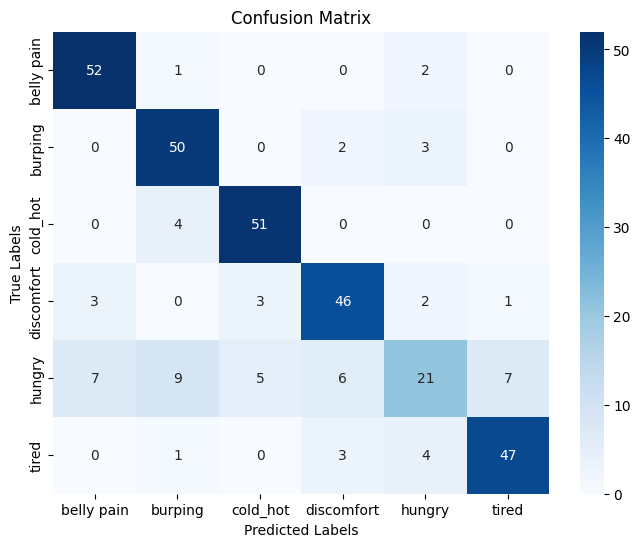 Confusion Matrix
True Labels
belly pain 52 1 0 0 2 0
burping 0 50 0 2 3 0
cold_hot 0 4 51 0 0 0
discomfort 3 0 3 46 2 1
hungry 7 9 5 6 21 7
tired 0 1 0 3 4 47
belly pain burping cold_hot discomfort hungry tired
Predicted Labels
50
40
30
20
10
0